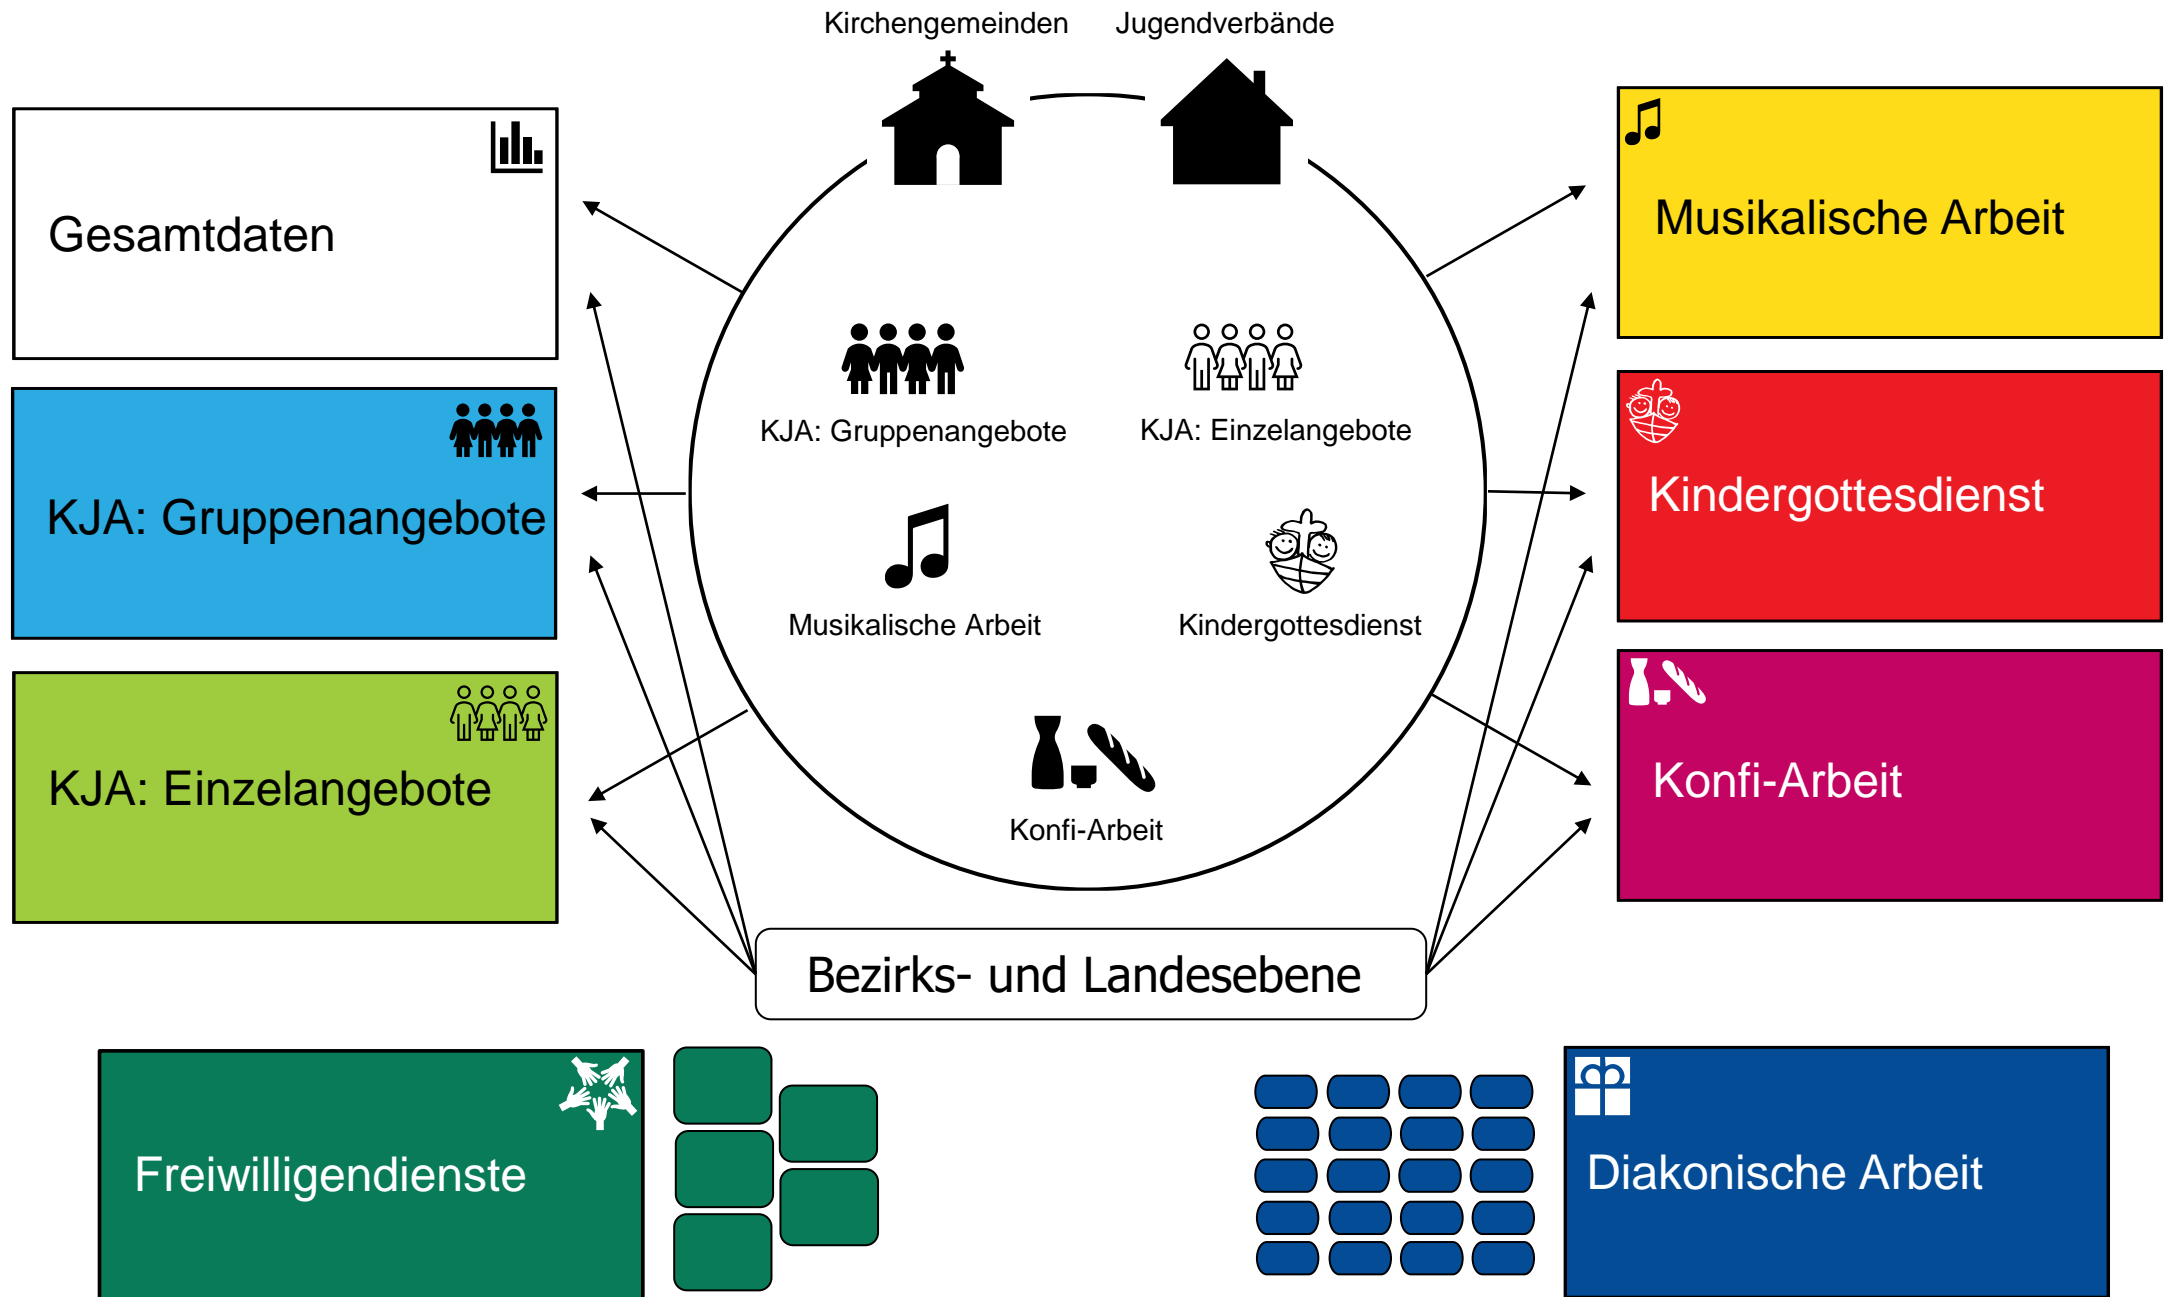 Kirchengemeinden
Jugendverbände
Gesamtdaten
Musikalische Arbeit
KJA: Gruppenangebote
KJA: Einzelangebote
KJA: Gruppenangebote
Kindergottesdienst
Musikalische Arbeit
Kindergottesdienst
KJA: Einzelangebote
Konfi-Arbeit
Konfi-Arbeit
Bezirks- und Landesebene
Freiwilligendienste
Diakonische Arbeit